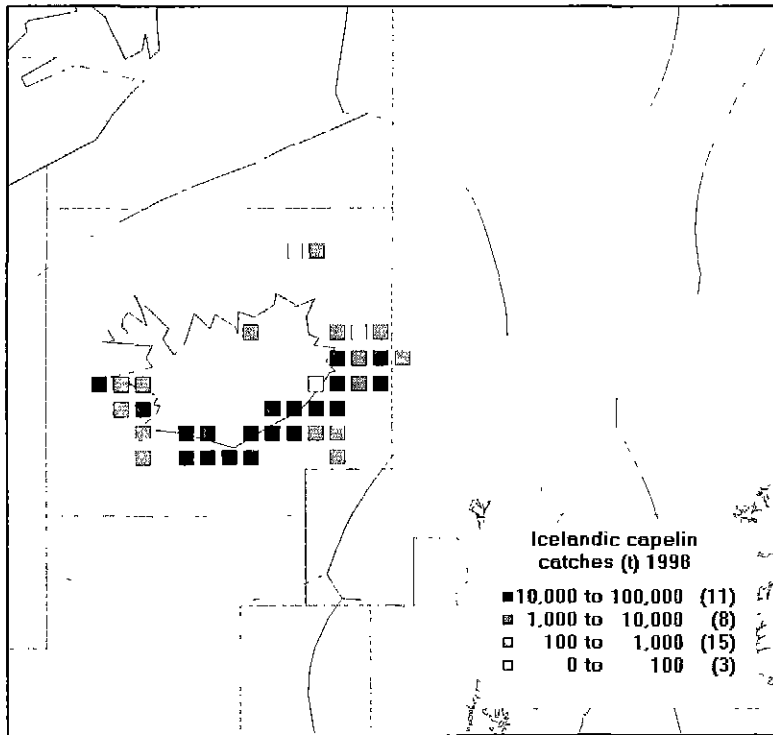 Icelandic capelin
catches (t) 1998
10,000 to 100,000 (11)
1,000 to 10,000 (8)
100 to 1,000 (15)
0 to 100 (3)